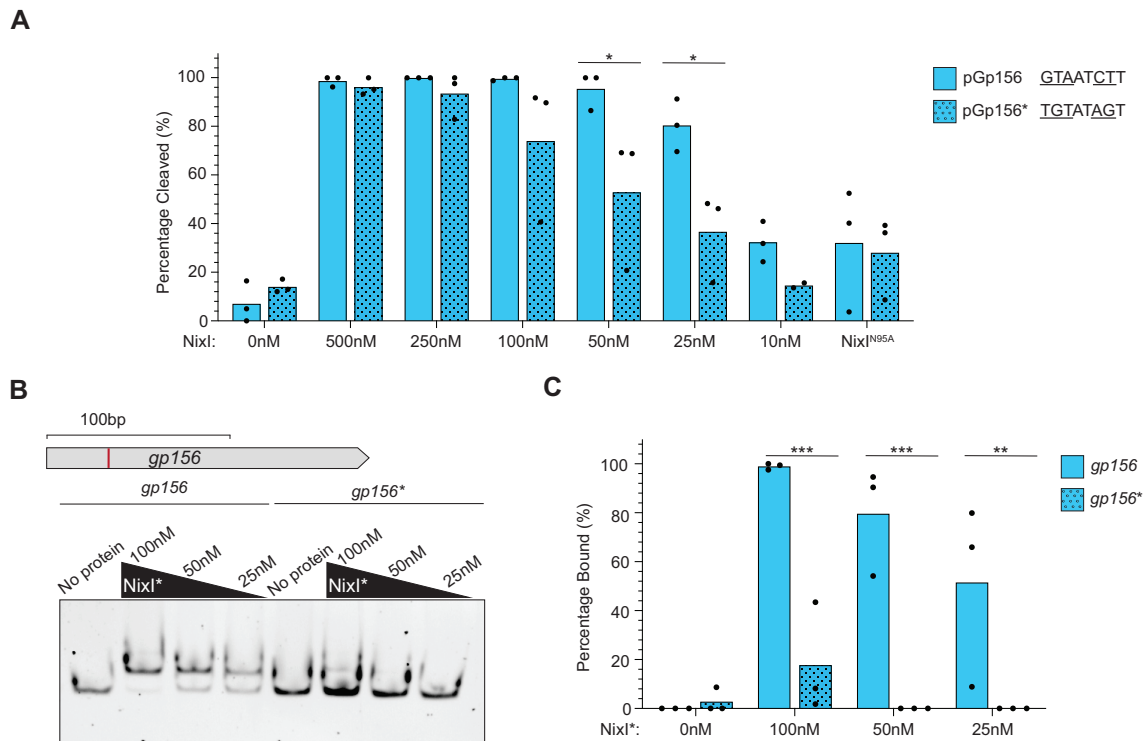 A
Percentage Cleaved (%)
100
80
60
40
20
0
* *
pGp156 GTAATCTT
pGp156* TGTATAGT
NixI: 0nM 500nM 250nM 100nM 50nM 25nM 10nM NixIN95A
B
100bp
gp156
gp156 gp156*
No protein 100nM 50nM 25nM No protein 100nM 50nM 25nM
NixI* NixI*
C
Percentage Bound (%)
100
80
60
40
20
0
*** *** **
gp156
gp156*
NixI*: 0nM 100nM 50nM 25nM